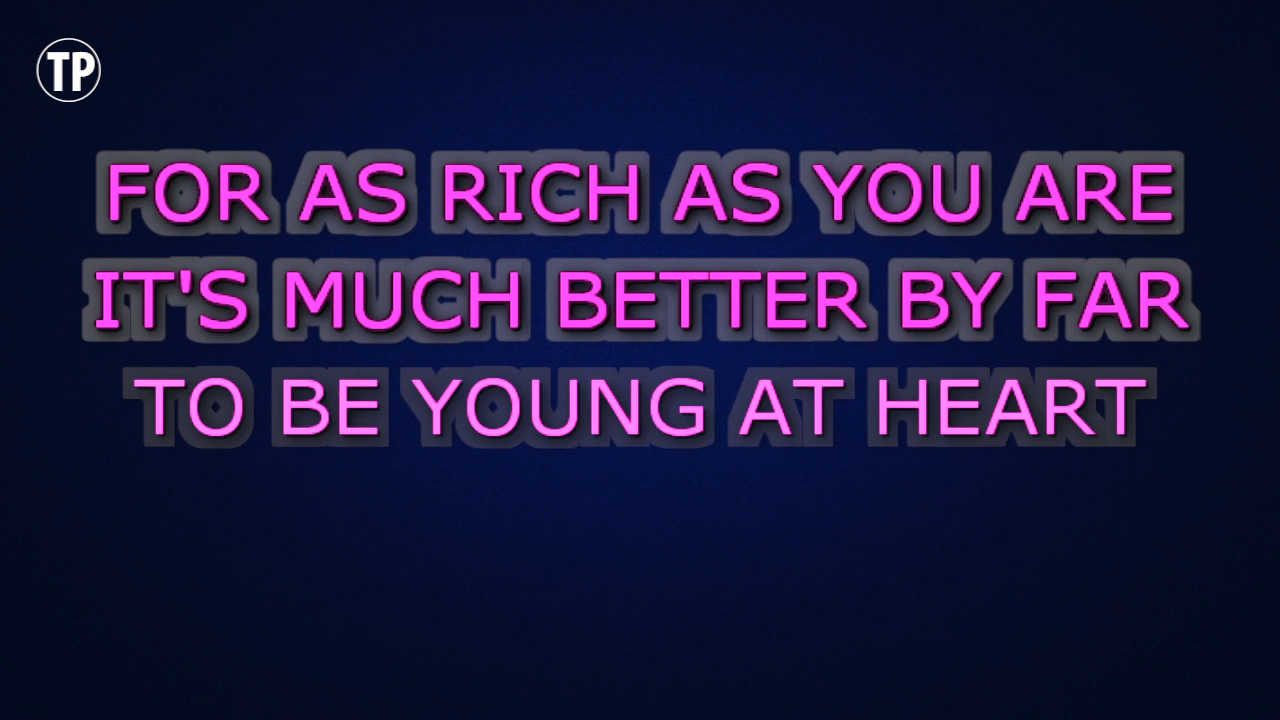 TP
FOR AS RICH AS YOU ARE
IT'S MUCH BETTER BY FAR
TO BE YOUNG AT HEART